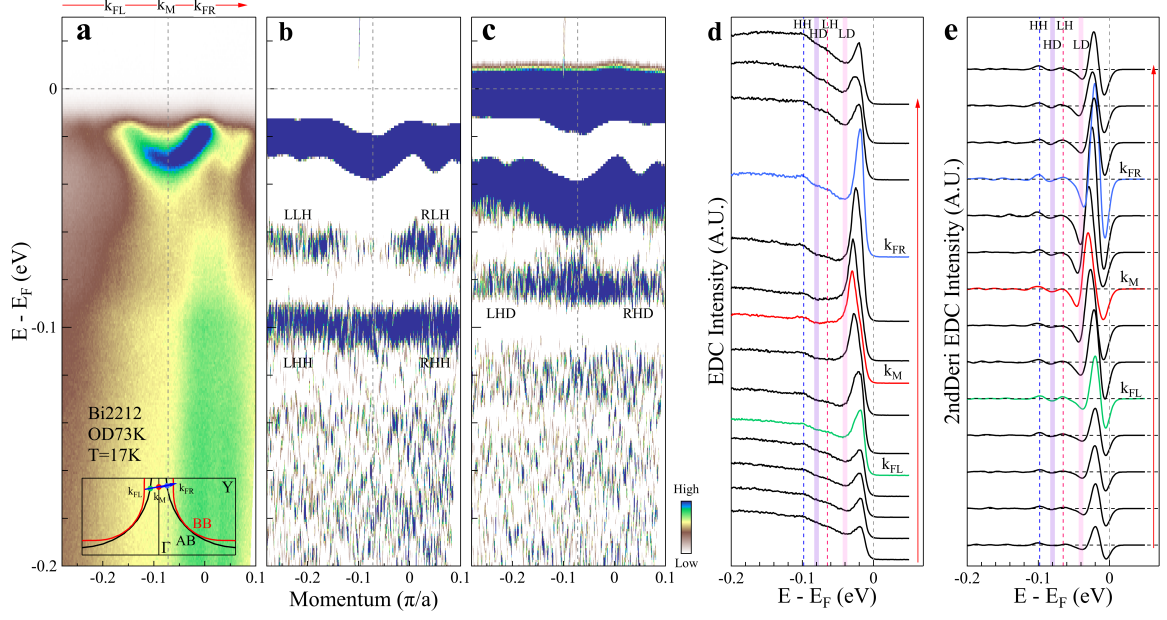 k_FL k_M k_FR
a b c d e
HH LH
HD LD
HH LH
HD LD
0
-0.1
-0.2
E - E_F (eV)
LLH RLH
LHH RHH
LHD RHD
Bi2212
OD73K
T=17K
k_FL k_M k_FR Y
BB
AB
Γ
High
Low
-0.2 -0.1 0 0.1
-0.2 -0.1 0 0.1
-0.2 -0.1 0 0.1
Momentum (π/a)
EDC Intensity (A.U.)
k_FR
k_M
k_FL
-0.2 -0.1 0
E - E_F (eV)
2ndDeri EDC Intensity (A.U.)
k_FR
k_M
k_FL
-0.2 -0.1 0
E - E_F (eV)